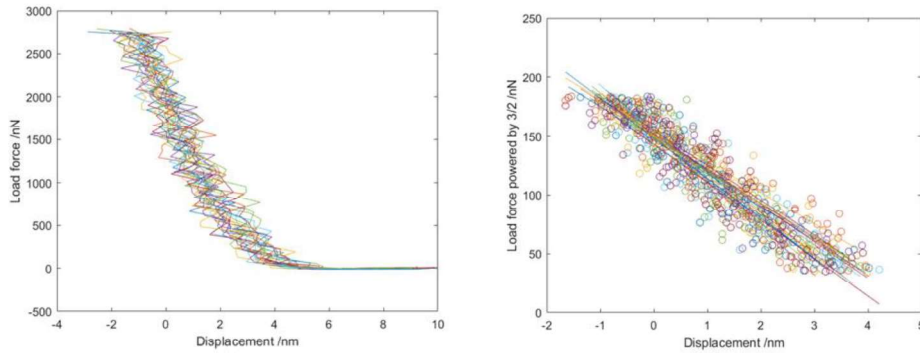 3000
2500
2000
1500
1000
500
0
-500
-4 -2 0 2 4 6 8 10
Load force /nN
Displacement /nm
250
200
150
100
50
0
-2 -1 0 1 2 3 4 5
Load force powered by 3/2 /nN
Displacement /nm